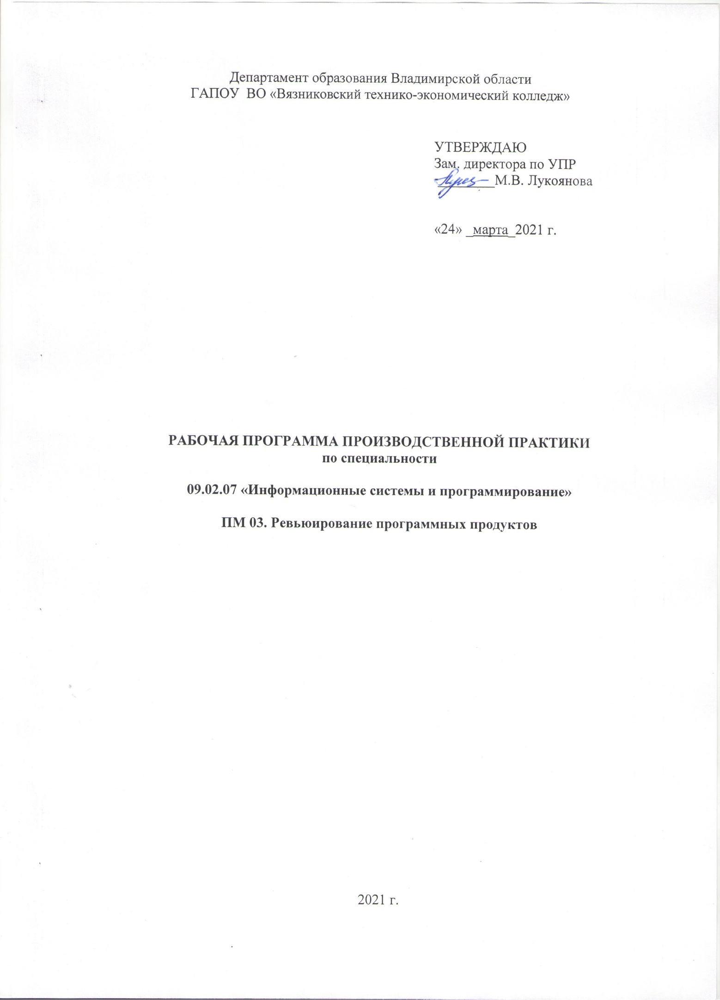 Департамент образования Владимирской области
ГАПОУ ВО «Вязниковский технико-экономический колледж»
УТВЕРЖДАЮ
Зам. директора по УПР
________М.В. Лукоянова
«24» _марта_2021 г.
РАБОЧАЯ ПРОГРАММА ПРОИЗВОДСТВЕННОЙ ПРАКТИКИ
по специальности
09.02.07 «Информационные системы и программирование»
ПМ 03. Ревьюирование программных продуктов
2021 г.